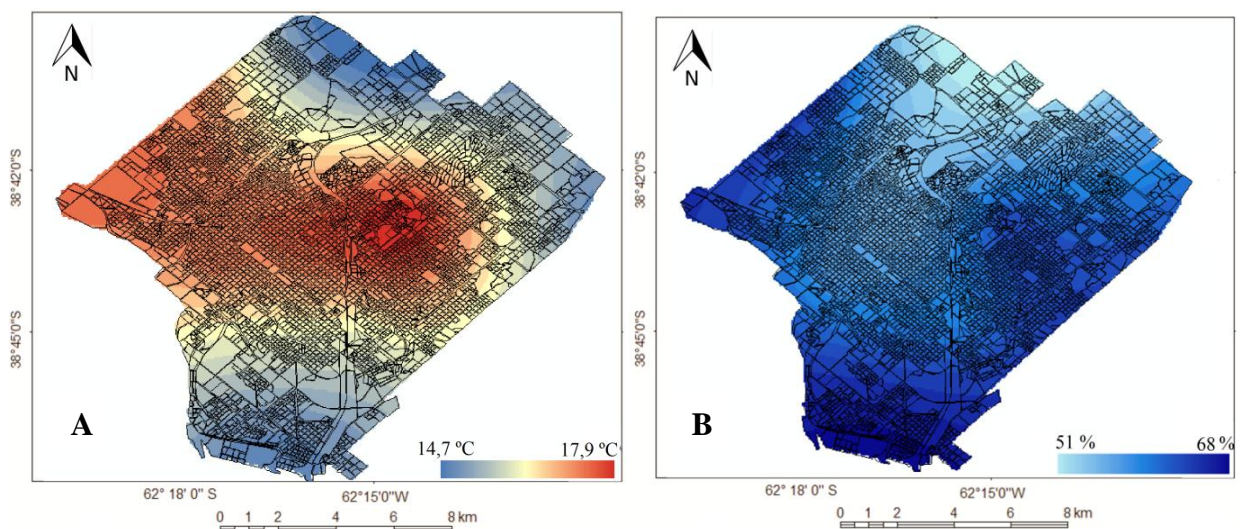 N
38°42'0"S
38°45'0"S
A
14,7 ºC
17,9 ºC
62° 18' 0" S
62°15'0"W
0 1 2 4 6 8 km
N
38°42'0"S
38°45'0"S
B
51 %
68 %
62° 18' 0" S
62°15'0"W
0 1 2 4 6 8 km